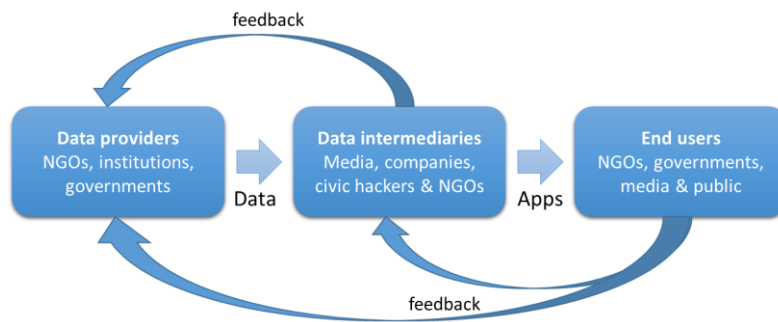 feedback
Data providers
NGOs, institutions,
governments
Data
Data intermediaries
Media, companies,
civic hackers & NGOs
Apps
End users
NGOs, governments,
media & public
feedback